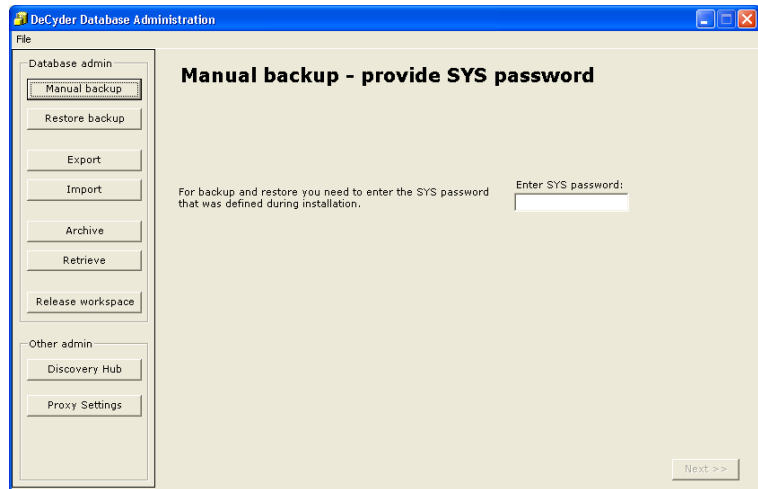 DeCyder Database Administration
File
Database admin
Manual backup
Restore backup
Export
Import
Archive
Retrieve
Release workspace
Other admin
Discovery Hub
Proxy Settings
Manual backup - provide SYS password
For backup and restore you need to enter the SYS password
that was defined during installation.
Enter SYS password:
Next >>